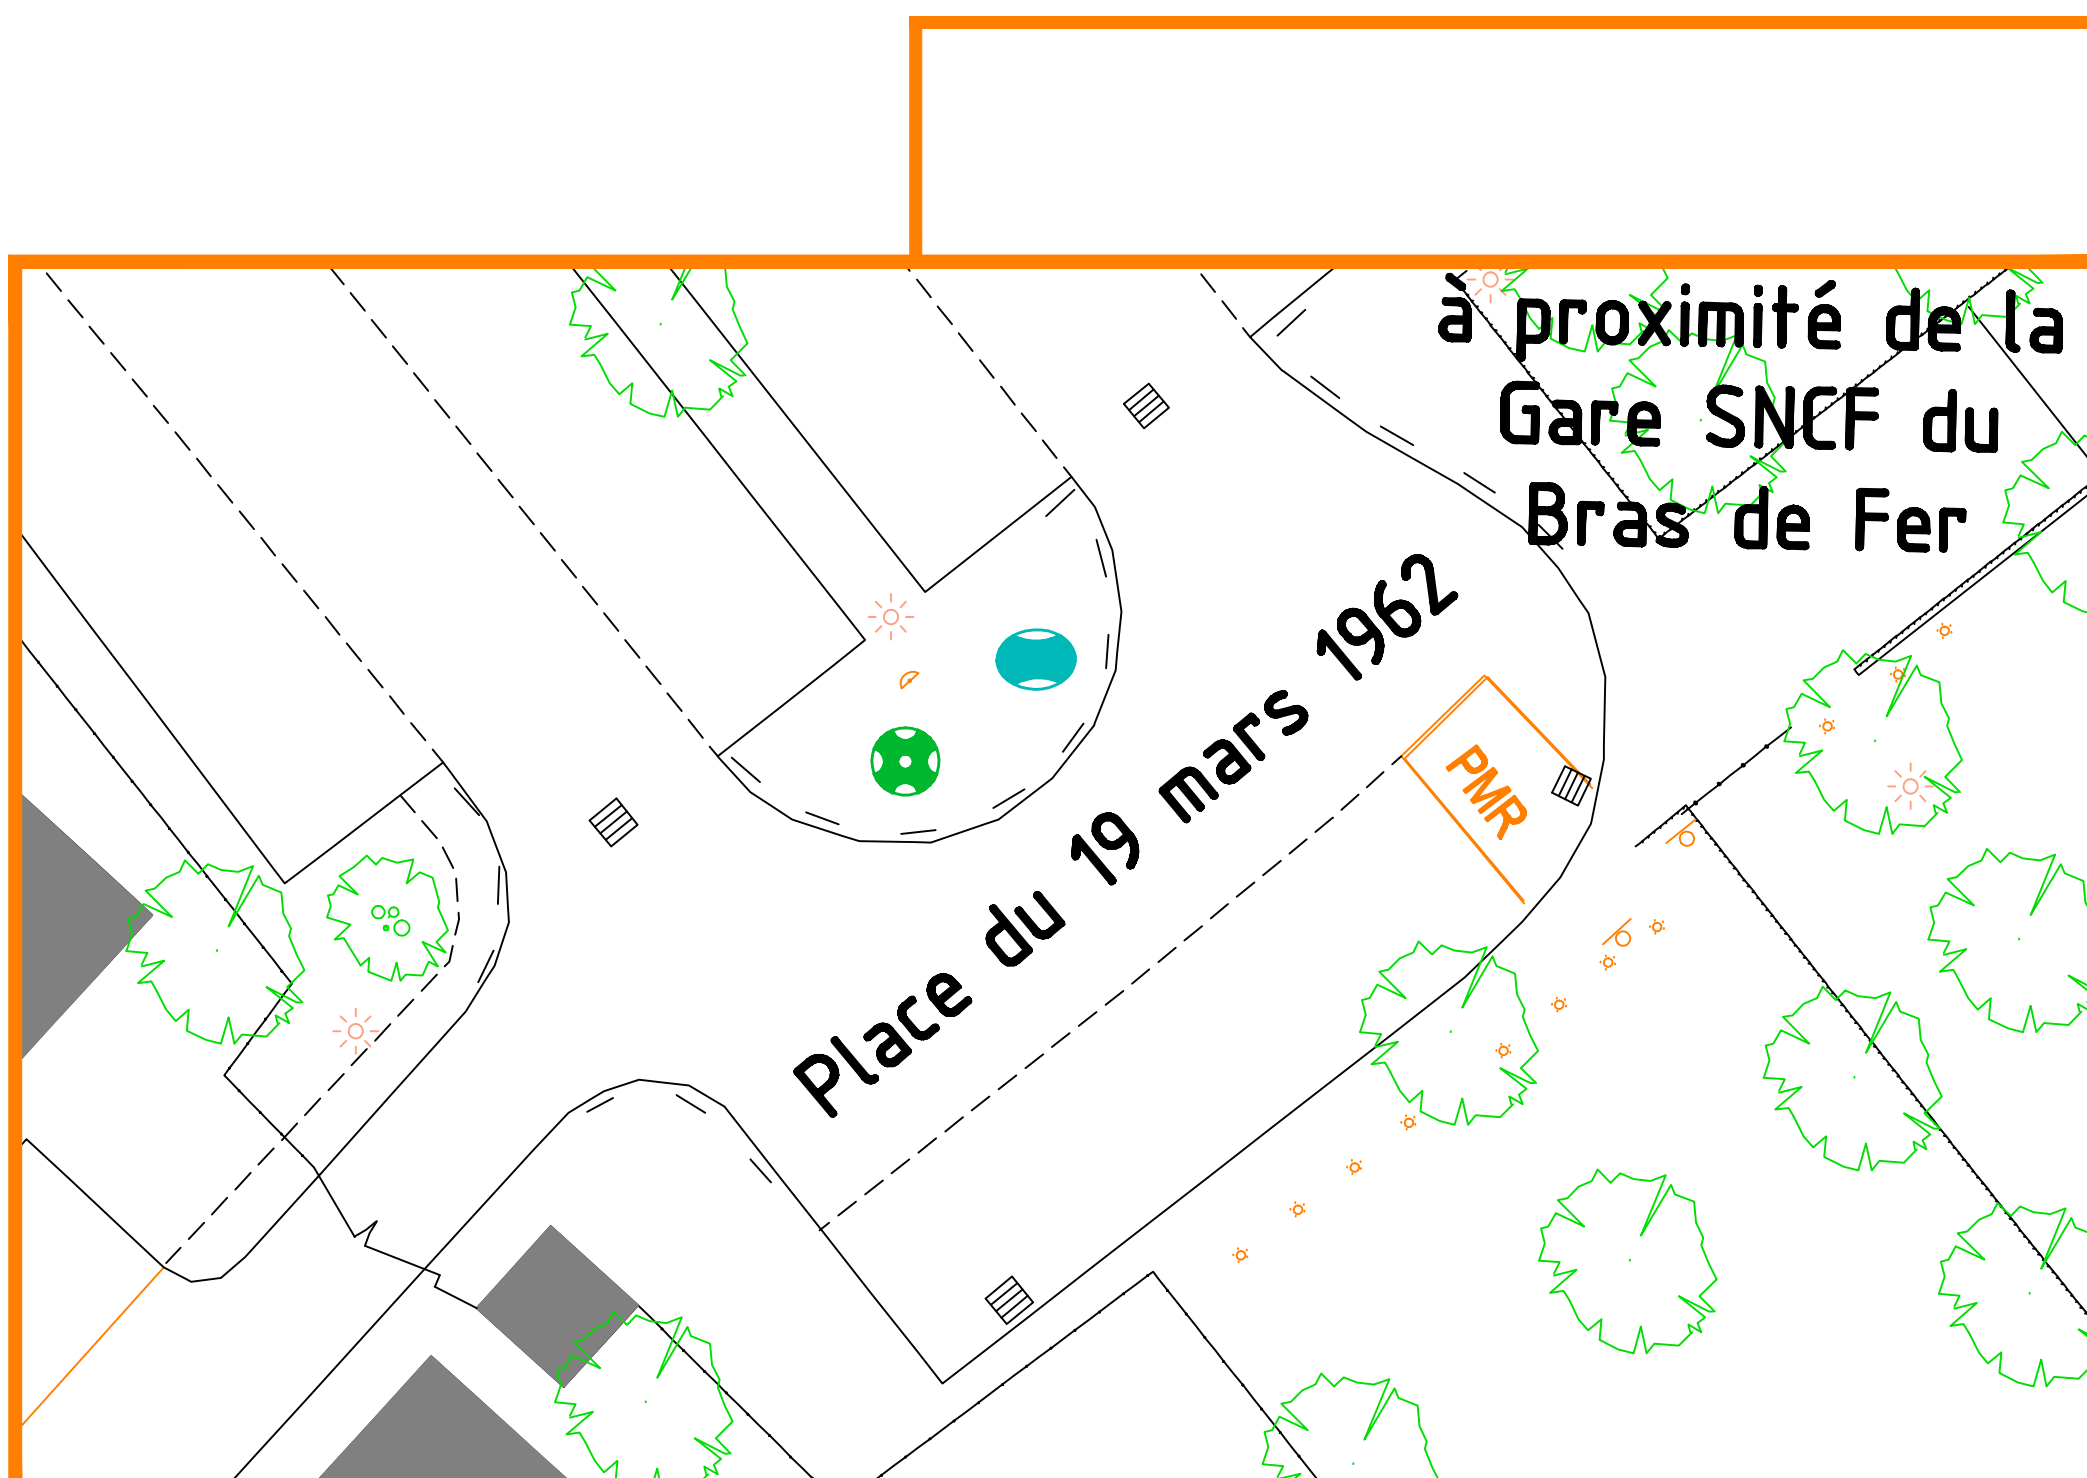 à proximité de la
Gare SNCF du
Bras de Fer
Place du 19 mars 1962
PMR